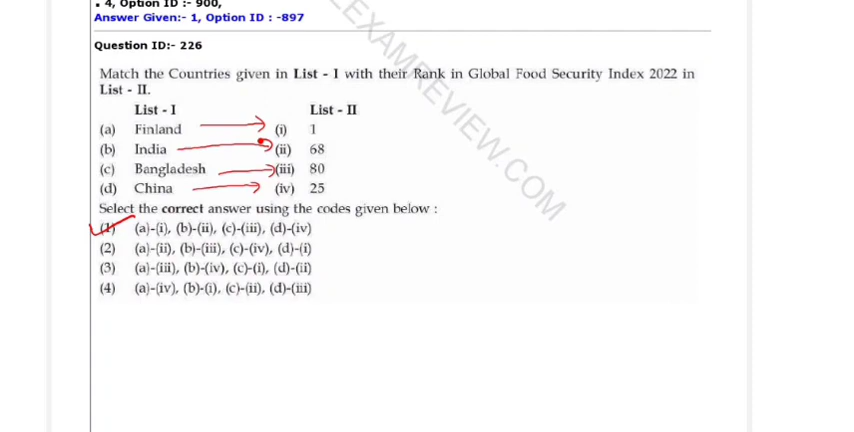 . 4, Option ID :- 900,
Answer Given:- 1, Option ID : -897
Question ID:- 226
Match the Countries given in List - I with their Rank in Global Food Security Index 2022 in
List - II.
List - I List - II
(a) Finland (i) 1
(b) India (ii) 68
(c) Bangladesh (iii) 80
(d) China (iv) 25
Select the correct answer using the codes given below :
(1) (a)-(i), (b)-(ii), (c)-(iii), (d)-(iv)
(2) (a)-(ii), (b)-(iii), (c)-(iv), (d)-(i)
(3) (a)-(iii), (b)-(iv), (c)-(i), (d)-(ii)
(4) (a)-(iv), (b)-(i), (c)-(ii), (d)-(iii)
EEXAMREVIEW.COM